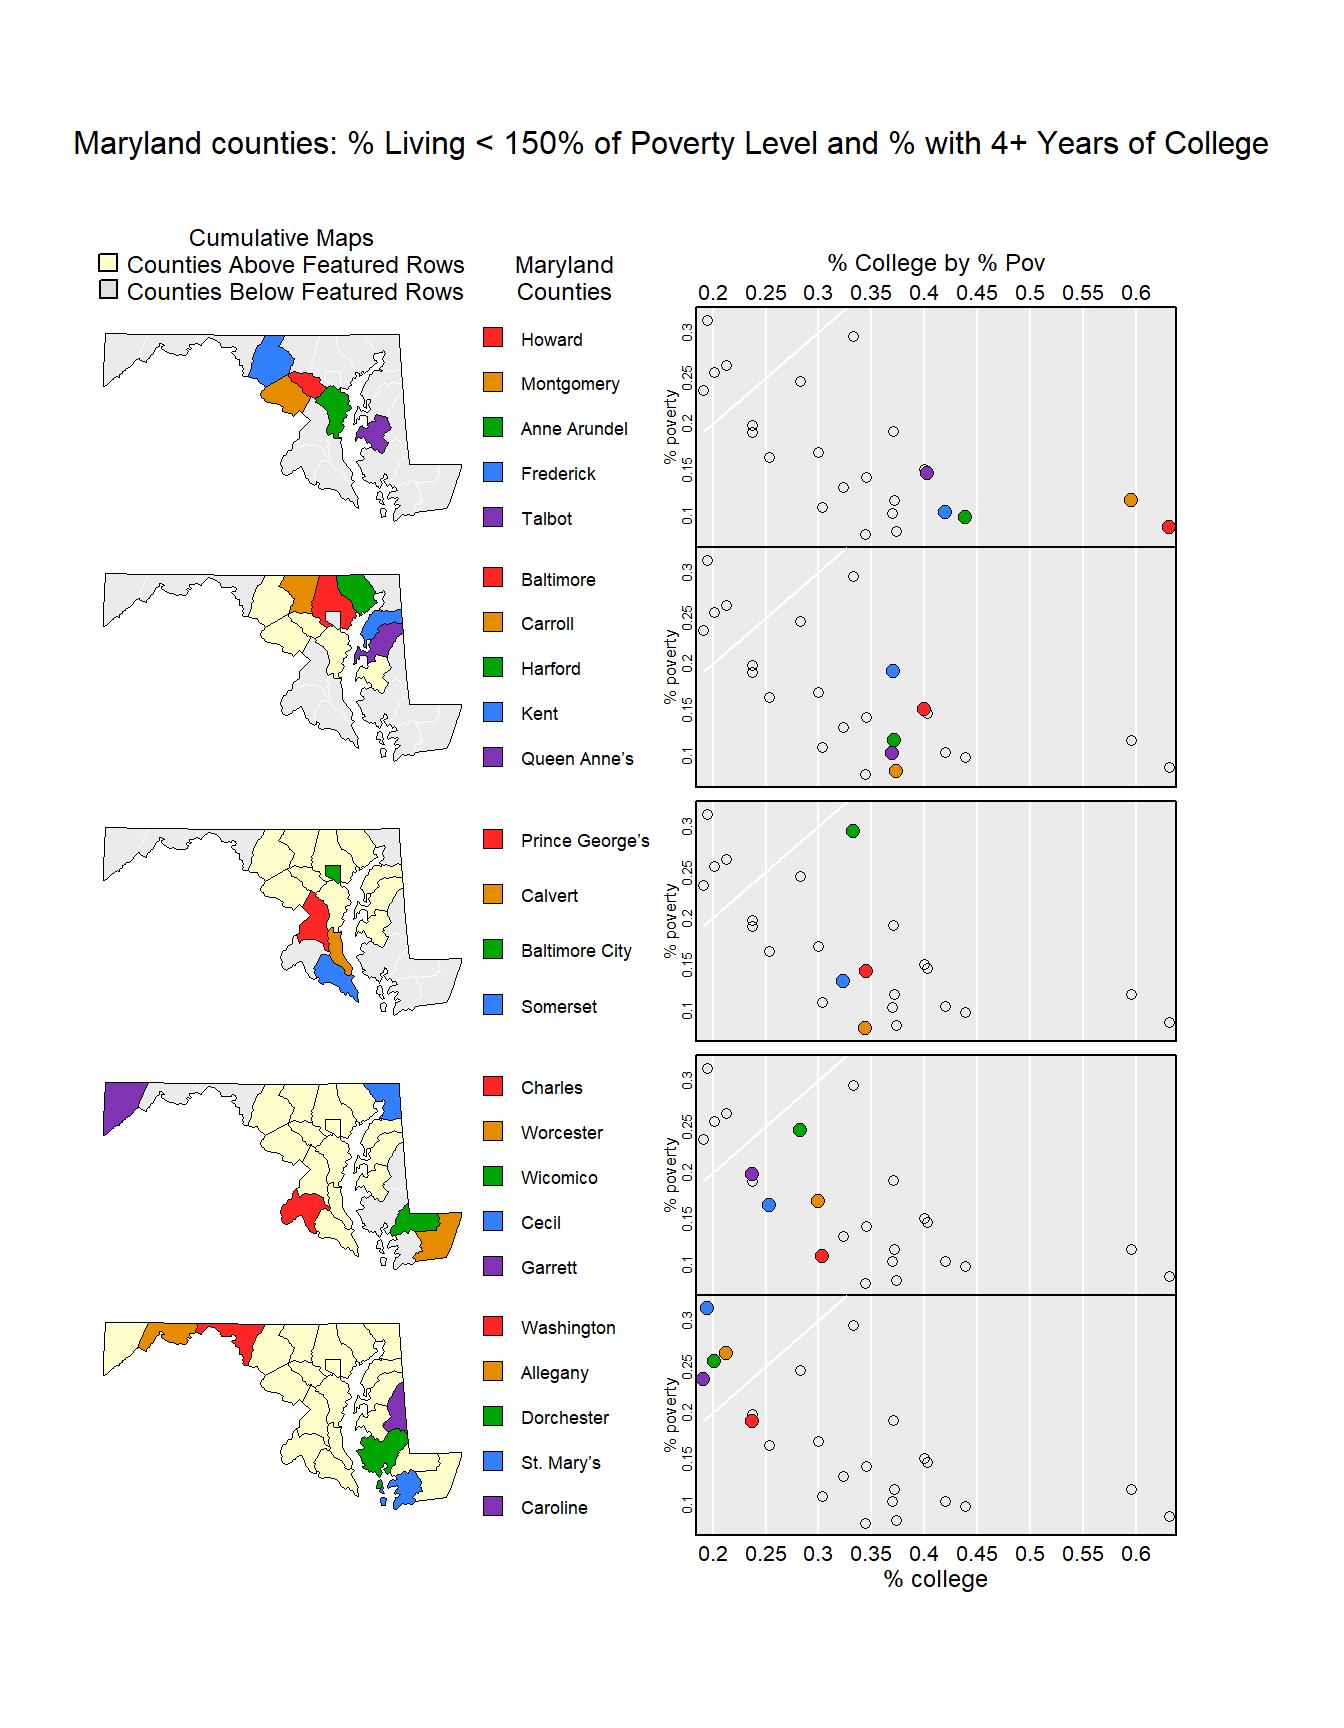 Maryland counties: % Living < 150% of Poverty Level and % with 4+ Years of College
Cumulative Maps
Counties Above Featured Rows
Counties Below Featured Rows
Maryland
Counties
% College by % Pov
0.2 0.25 0.3 0.35 0.4 0.45 0.5 0.55 0.6
Howard
Montgomery
Anne Arundel
Frederick
Talbot
% poverty
0.1 0.15 0.2 0.25 0.3
Baltimore
Carroll
Harford
Kent
Queen Anne's
% poverty
0.1 0.15 0.2 0.25 0.3
Prince George's
Calvert
Baltimore City
Somerset
% poverty
0.1 0.15 0.2 0.25 0.3
Charles
Worcester
Wicomico
Cecil
Garrett
% poverty
0.1 0.15 0.2 0.25 0.3
Washington
Allegany
Dorchester
St. Mary's
Caroline
% poverty
0.1 0.15 0.2 0.25 0.3
0.2 0.25 0.3 0.35 0.4 0.45 0.5 0.55 0.6
% college